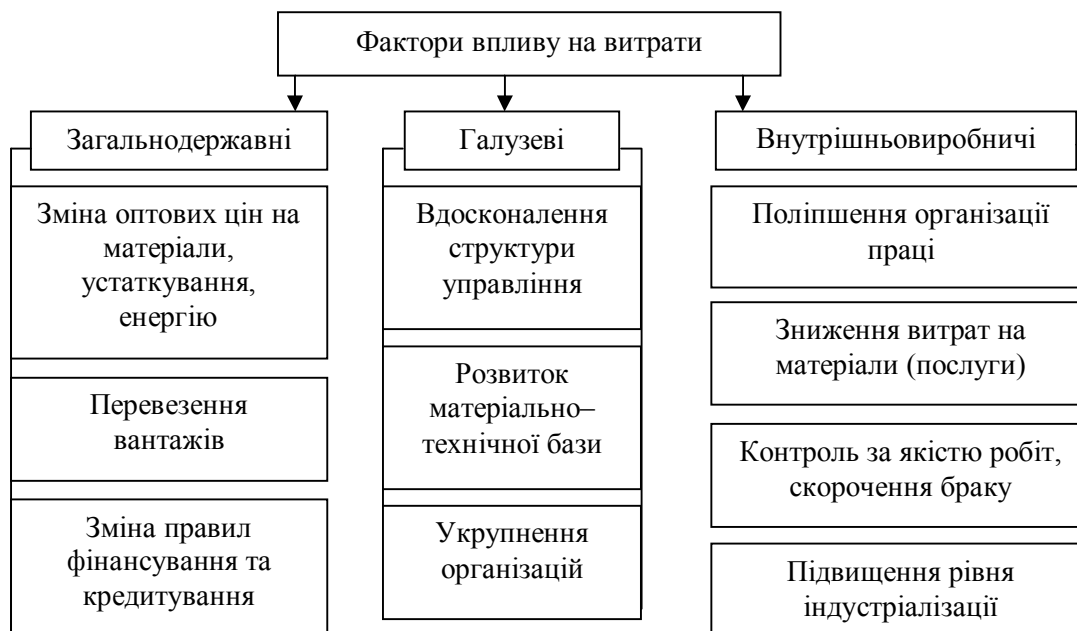 Фактори впливу на витрати
Загальнодержавні
Зміна оптових цін на
матеріали,
устаткування,
енергію
Перевезення
вантажів
Зміна правил
фінансування та
кредитування
Галузеві
Вдосконалення
структури
управління
Розвиток
матеріально–
технічної бази
Укрупнення
організацій
Внутрішньовиробничі
Поліпшення організації
праці
Зниження витрат на
матеріали (послуги)
Контроль за якістю робіт,
скорочення браку
Підвищення рівня
індустріалізації